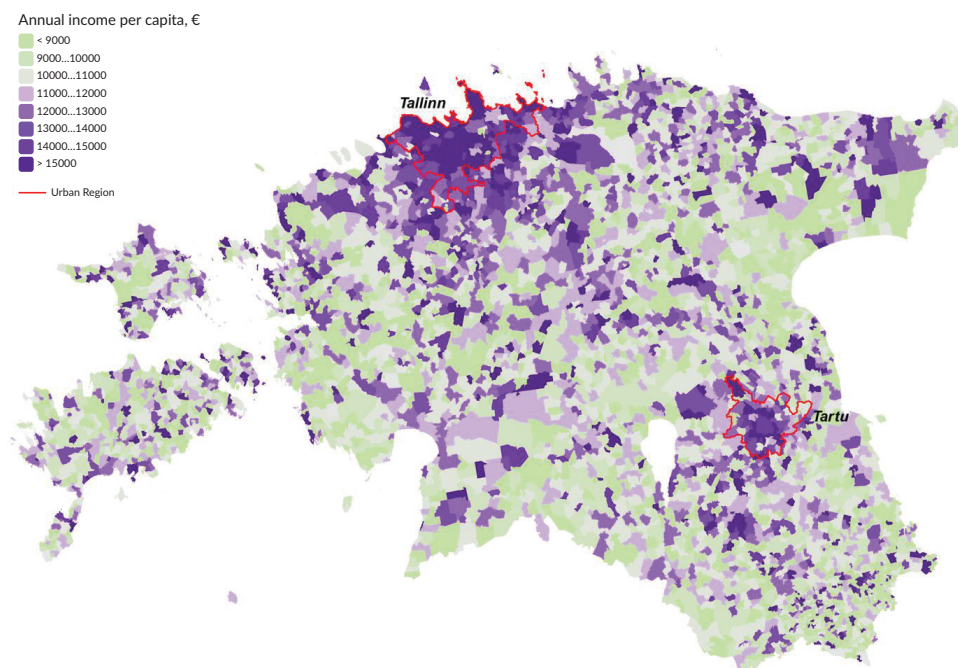 Annual income per capita, €
< 9000
9000...10000
10000...11000
11000...12000
12000...13000
13000...14000
14000...15000
> 15000
Urban Region
Tallinn
Tartu